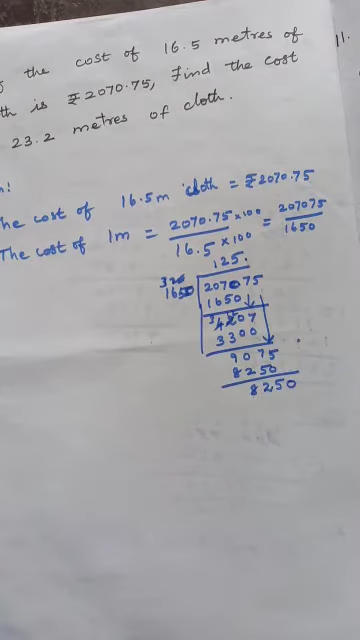 the cost of 16.5 metres of
is ₹2070.75, find the cost
23.2 metres of cloth.
11.
The cost of 16.5m cloth = ₹2070.75
The cost of 1m = 2070.75 × 100 / 16.5 × 100 = 207075 / 1650
125.
1650 207075
1650
4207
3300
9075
8250
8250